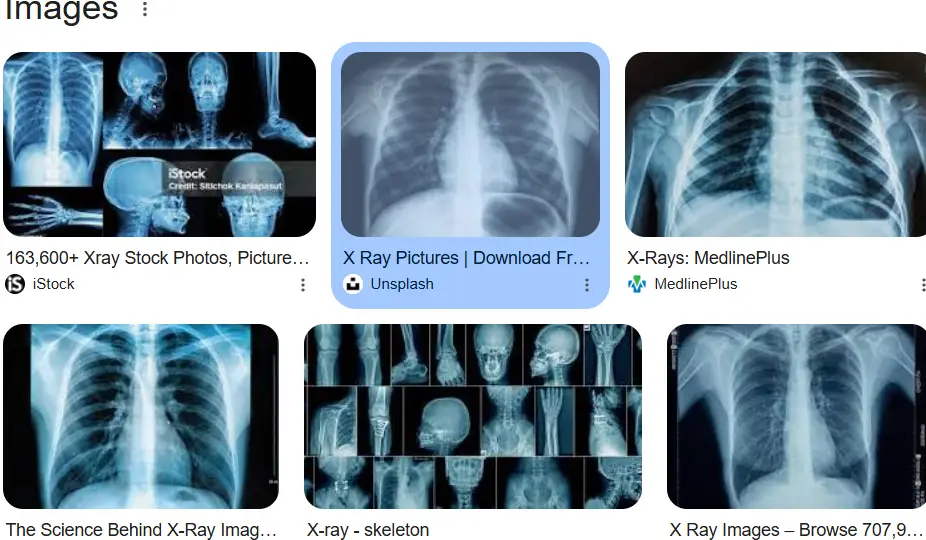 Images
iStock
Credit: Sitichok Kaniapasut
163,600+ Xray Stock Photos, Picture…
iS iStock
X Ray Pictures | Download Fr…
Unsplash
X-Rays: MedlinePlus
MedlinePlus
The Science Behind X-Ray Imag…
X-ray - skeleton
X Ray Images – Browse 707,9…